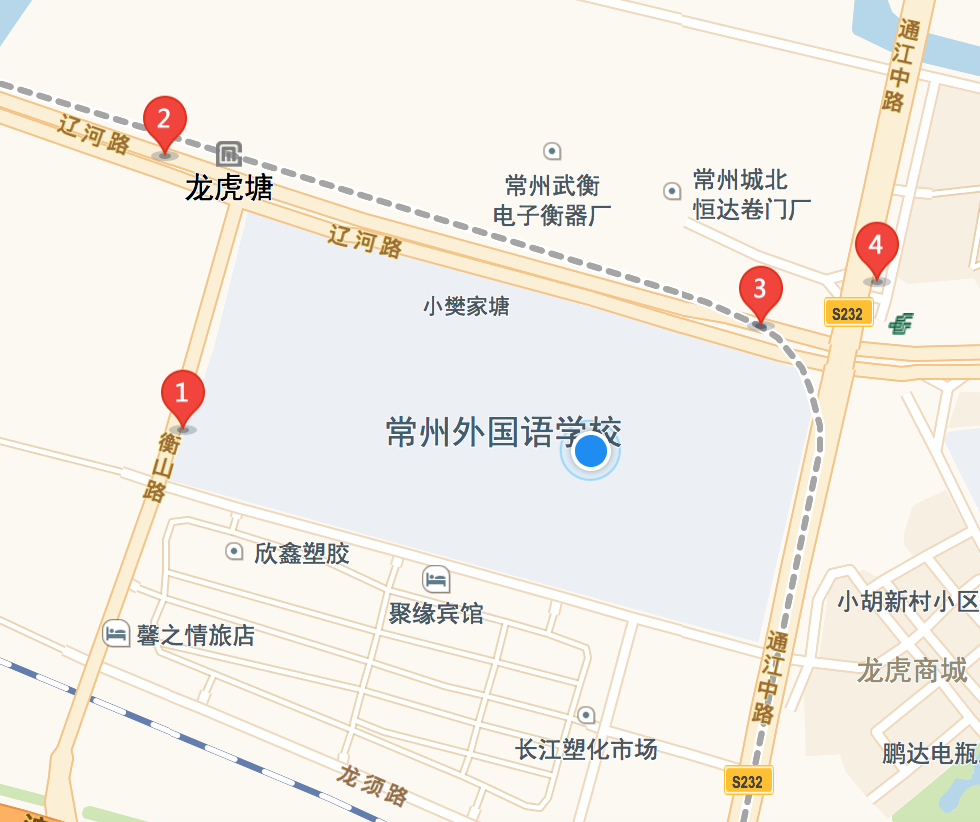 通江中路
2
辽河路
龙虎塘
常州武衡
电子衡器厂
常州城北
恒达卷门厂
辽河路
4
3
小樊家塘
S232
1
常州外国语学校
衡山路
欣鑫塑胶
聚缘宾馆
小胡新村小区
馨之情旅店
通江中路
龙虎商城
长江塑化市场
鹏达电瓶
龙须路
S232